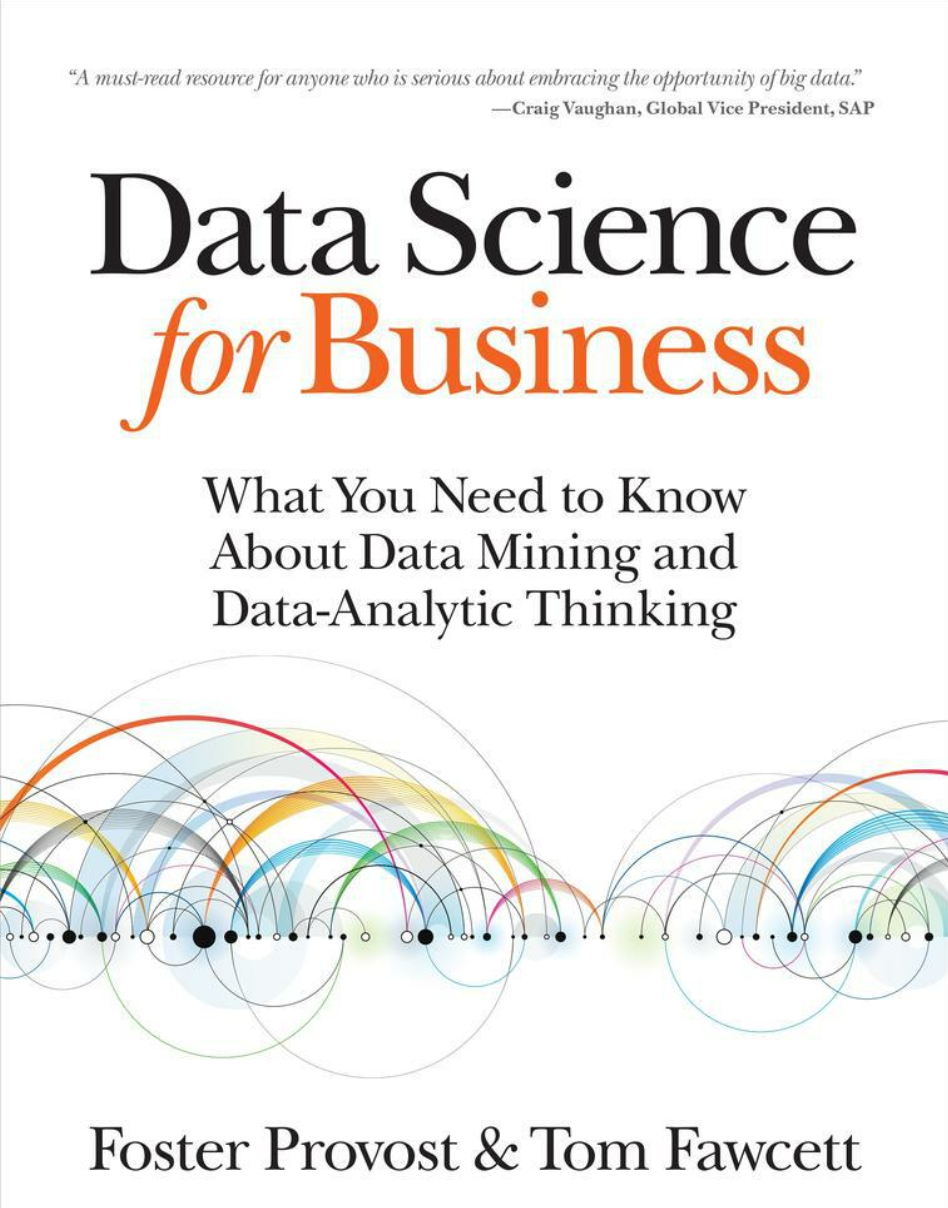 “A must-read resource for anyone who is serious about embracing the opportunity of big data.”
—Craig Vaughan, Global Vice President, SAP
Data Science
for Business
What You Need to Know
About Data Mining and
Data-Analytic Thinking
Foster Provost & Tom Fawcett